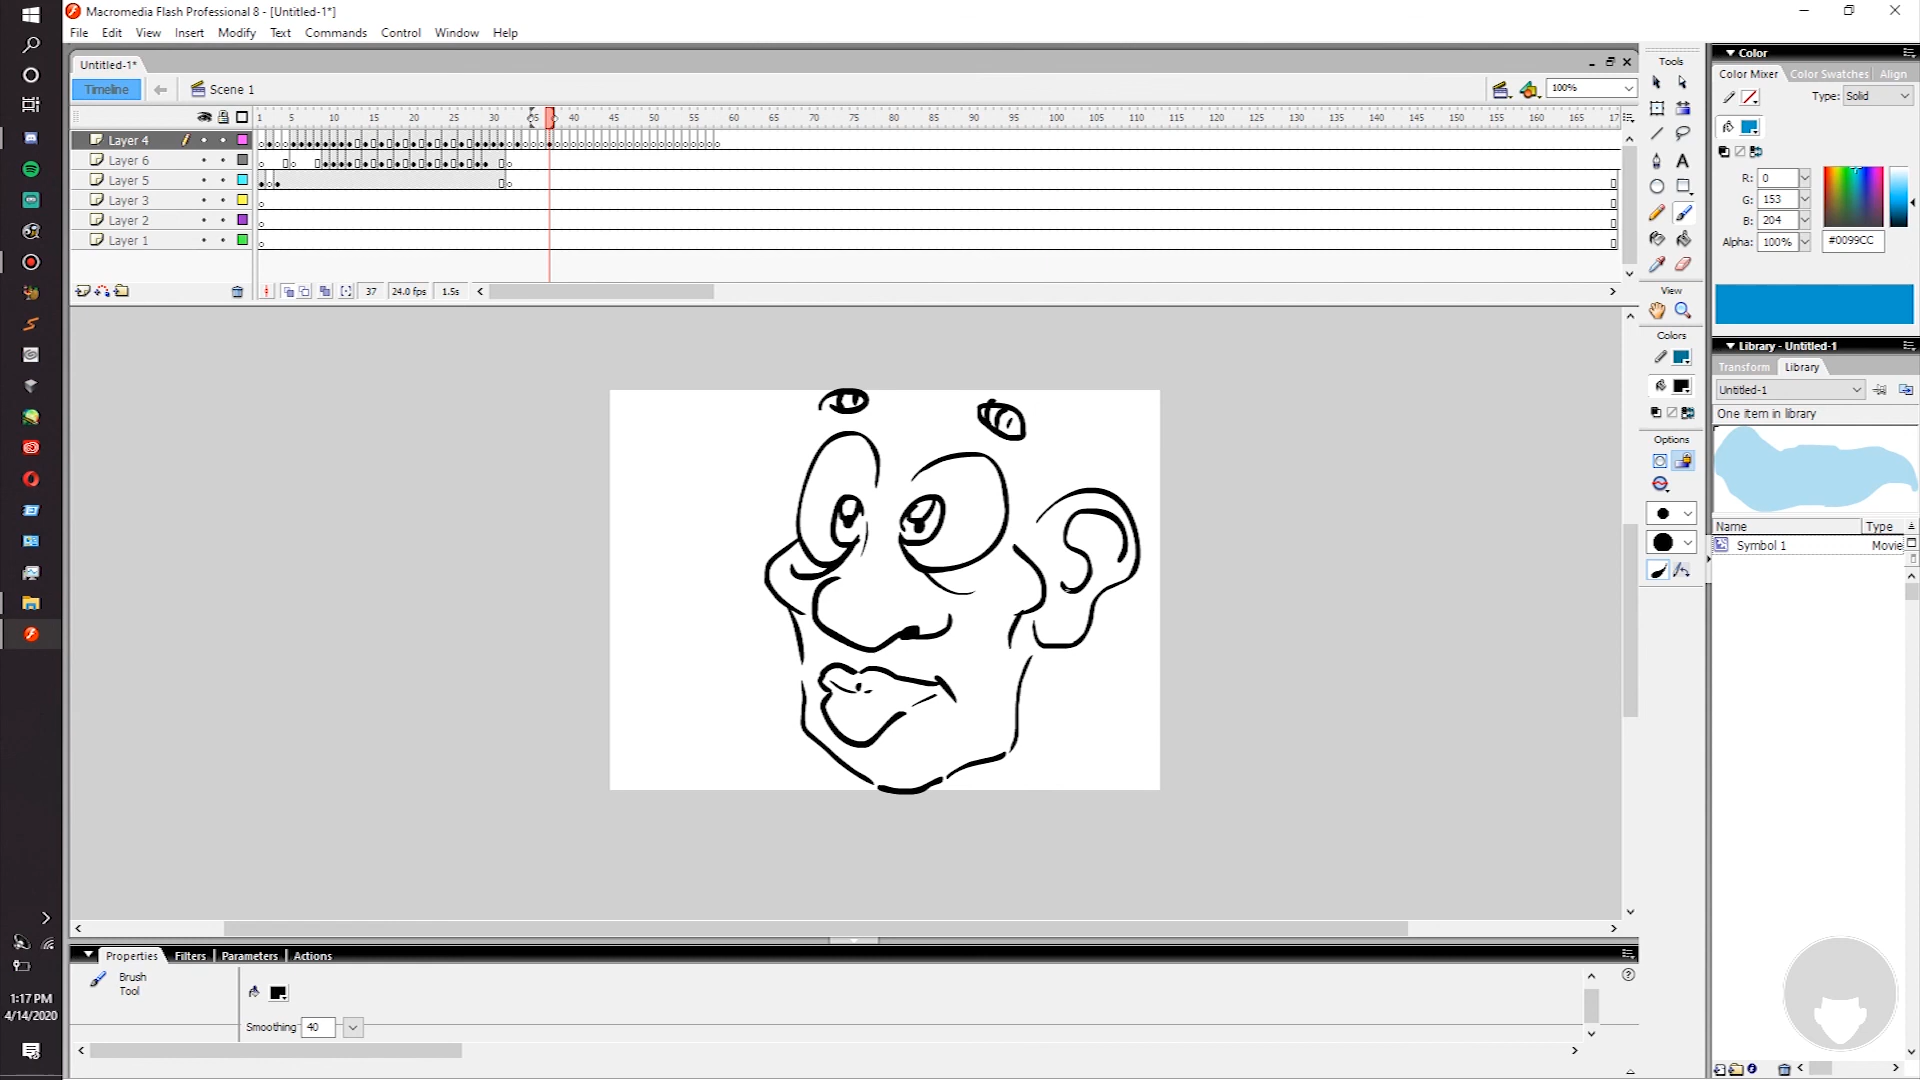 Macromedia Flash Professional 8 - [Untitled-1*]
File Edit View Insert Modify Text Commands Control Window Help
Untitled-1*
Timeline
Scene 1
100%
1 5 10 15 20 25 30 35 40 45 50 55 60 65 70 75 80 85 90 95 100 105 110 115 120 125 130 135 140 145 150 155 160 165 17
Layer 4
Layer 6
Layer 5
Layer 3
Layer 2
Layer 1
37 24.0 fps 1.5s
Tools
A
View
Colors
Options
Color
Color Mixer Color Swatches Align
Type: Solid
R: 0
G: 153
B: 204
Alpha: 100% #0099CC
Library - Untitled-1
Transform Library
Untitled-1
One item in library
Name Type
Symbol 1 Movie
Properties Filters Parameters Actions
Brush
Tool
Smoothing 40
1:17 PM
4/14/2020